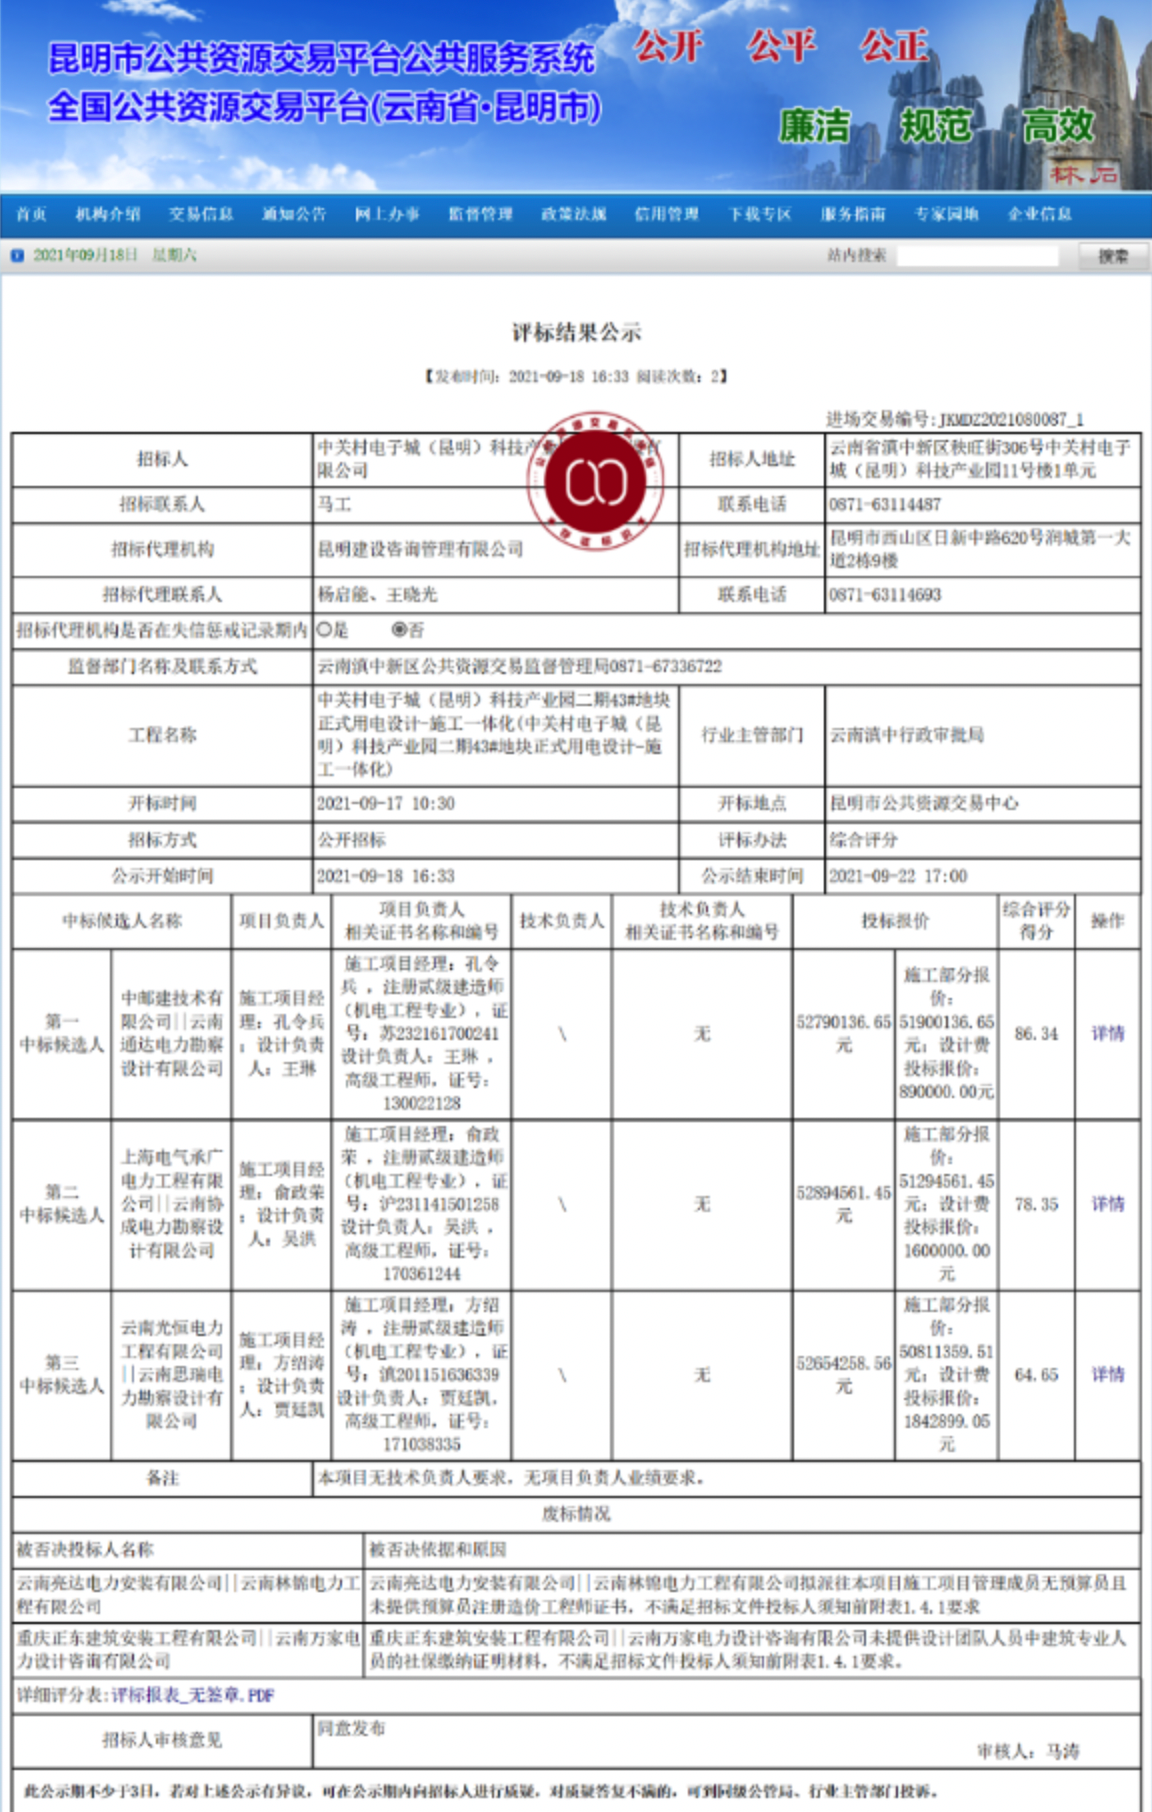 昆明市公共资源交易平台公共服务系统
公开 公平 公正
全国公共资源交易平台(云南省·昆明市)
廉洁 规范 高效
林石
首页 机构介绍 交易信息 通知公告 网上办事 监督管理 政策法规 信用管理 下载专区 服务指南 专家园地 企业信息
2021年09月18日 星期六 站内搜索 搜索
评标结果公示
【发布时间：2021-09-18 16:33 阅读次数：2】
进场交易编号:JKMDZ2021080087_1
招标人
中关村电子城（昆明）科技产
限公司
招标人地址
云南省滇中新区秧旺街306号中关村电子
城（昆明）科技产业园11号楼1单元
招标联系人 马工 联系电话 0871-63114487
招标代理机构 昆明建设咨询管理有限公司 招标代理机构地址
昆明市西山区日新中路620号润城第一大
道2栋9楼
招标代理联系人 杨启能、王晓光 联系电话 0871-63114693
招标代理机构是否在失信惩戒记录期内 是 否
监督部门名称及联系方式 云南滇中新区公共资源交易监督管理局0871-67336722
工程名称
中关村电子城（昆明）科技产业园二期43#地块
正式用电设计-施工一体化(中关村电子城（昆
明）科技产业园二期43#地块正式用电设计-施
工一体化)
行业主管部门 云南滇中行政审批局
开标时间 2021-09-17 10:30 开标地点 昆明市公共资源交易中心
招标方式 公开招标 评标办法 综合评分
公示开始时间 2021-09-18 16:33 公示结束时间 2021-09-22 17:00
中标候选人名称
项目负责人
项目负责人
相关证书名称和编号
技术负责人
技术负责人
相关证书名称和编号
投标报价
综合评分
得分
操作
第一
中标候选人
中邮建技术有
限公司||云南
通达电力勘察
设计有限公司
施工项目经
理：孔令兵
；设计负责
人：王琳
施工项目经理：孔令
兵 ，注册贰级建造师
（机电工程专业），证
号：苏232161700241
设计负责人：王琳 ，
高级工程师，证号：
130022128
\
无
52790136.65
元
施工部分报
价：
51900136.65
元；设计费
投标报价：
890000.00元
86.34
详情
第二
中标候选人
上海电气承广
电力工程有限
公司||云南协
成电力勘察设
计有限公司
施工项目经
理：俞政荣
；设计负责
人：吴洪
施工项目经理：俞政
荣 ，注册贰级建造师
（机电工程专业），证
号：沪231141501258
设计负责人：吴洪 ，
高级工程师，证号：
170361244
\
无
52894561.45
元
施工部分报
价：
51294561.45
元；设计费
投标报价：
1600000.00
元
78.35
详情
第三
中标候选人
云南光恒电力
工程有限公司
||云南思瑞电
力勘察设计有
限公司
施工项目经
理：方绍涛
；设计负责
人：贾廷凯
施工项目经理：方绍
涛 ，注册贰级建造师
（机电工程专业），证
号：滇201151636339
设计负责人：贾廷凯，
高级工程师，证号：
171038335
\
无
52654258.56
元
施工部分报
价：
50811359.51
元；设计费
投标报价：
1842899.05
元
64.65
详情
备注 本项目无技术负责人要求，无项目负责人业绩要求。
废标情况
被否决投标人名称 被否决依据和原因
云南亮达电力安装有限公司||云南林锦电力工
程有限公司
云南亮达电力安装有限公司||云南林锦电力工程有限公司拟派往本项目施工项目管理成员无预算员且
未提供预算员注册造价工程师证书，不满足招标文件投标人须知前附表1.4.1要求
重庆正东建筑安装工程有限公司||云南万家电
力设计咨询有限公司
重庆正东建筑安装工程有限公司||云南万家电力设计咨询有限公司未提供设计团队人员中建筑专业人
员的社保缴纳证明材料，不满足招标文件投标人须知前附表1.4.1要求。
详细评分表:评标报表_无签章.PDF
招标人审核意见
同意发布
审核人：马涛
此公示期不少于3日，若对上述公示有异议，可在公示期内向招标人进行质疑，对质疑答复不满的，可到同级公管局、行业主管部门投诉。